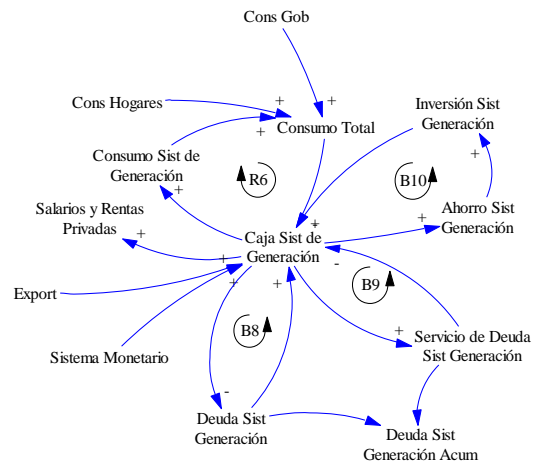 Cons Gob
Cons Hogares
+
+
+
Consumo Total
Inversión Sist
Generación
+
Consumo Sist de
Generación
+
R6
B10
Salarios y Rentas
Privadas
+
Caja Sist de
Generación
+
-
+
Ahorro Sist
Generación
-
+
+
+
Export
B9
B8
+
Servicio de Deuda
Sist Generación
Sistema Monetario
-
Deuda Sist
Generación
Deuda Sist
Generación Acum